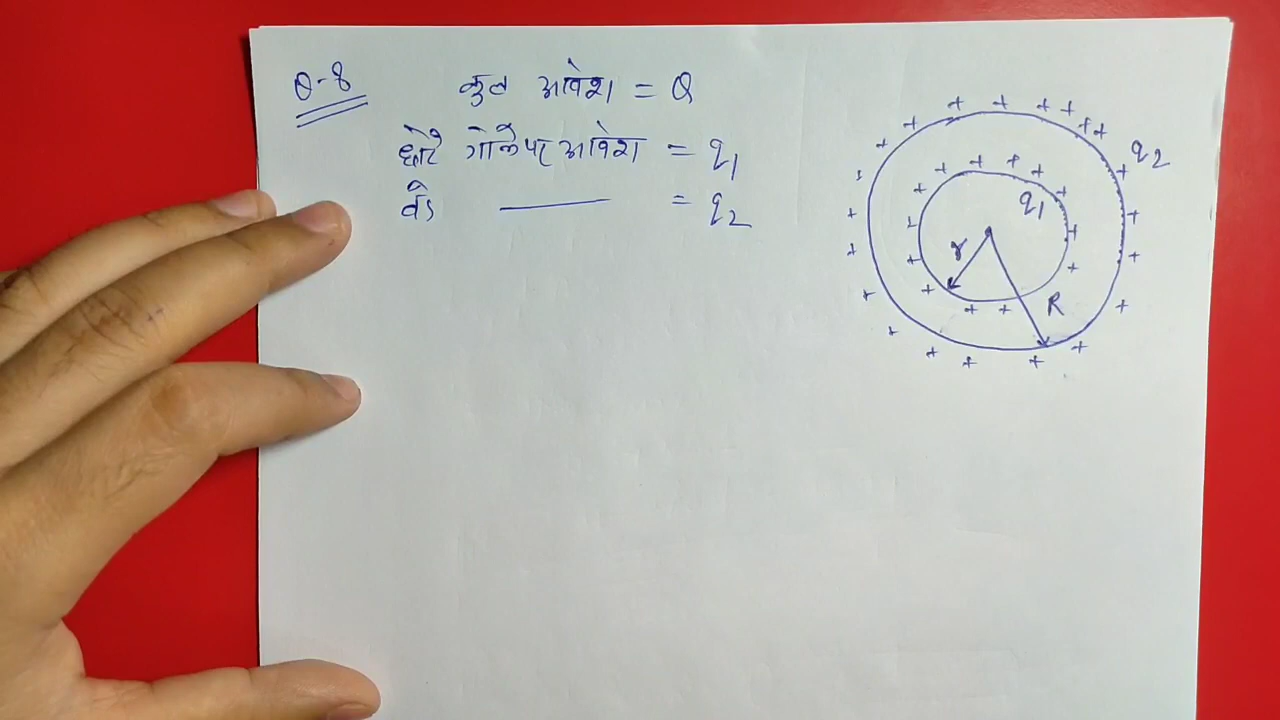 Q-8
कुल आवेश = Q
छोटे गोले पर आवेश = q1
बड़े ——— = q2
q2
q1
r
R